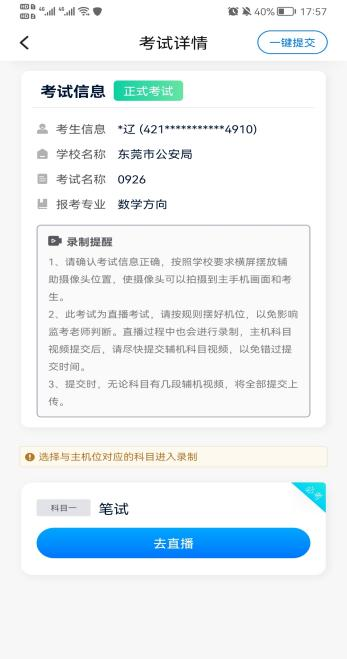 40% 17:57
考试详情
一键提交
考试信息 正式考试
考生信息 *辽 (421***********4910)
学校名称 东莞市公安局
考试名称 0926
报考专业 数学方向
录制提醒
1、请确认考试信息正确，按照学校要求横屏摆放辅
助摄像头位置，使摄像头可以拍摄到主手机画面和考
生。
2、此考试为直播考试，请按规则摆好机位，以免影响
监考老师判断。直播过程中也会进行录制，主机科目
视频提交后，请尽快提交辅机科目视频，以免错过提
交时间。
3、提交时，无论科目有几段辅机视频，将全部提交上
传。
选择与主机位对应的科目进入录制
必考
科目一 笔试
去直播